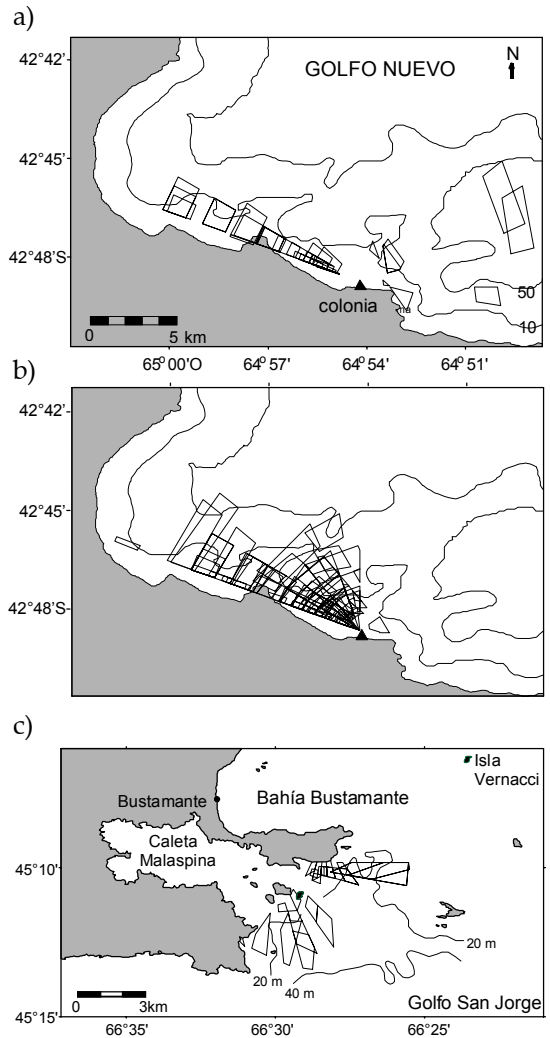 a)
42°42'
GOLFO NUEVO
N
42°45'
42°48'S
colonia
50
10
0 5 km
65°00'O 64°57' 64°54' 64°51'
b)
42°42'
42°45'
42°48'S
c)
Isla
Vernacci
Bustamante
Bahía Bustamante
Caleta
Malaspina
45°10'
20 m
20 m
40 m
0 3km
Golfo San Jorge
45°15'
66°35' 66°30' 66°25'